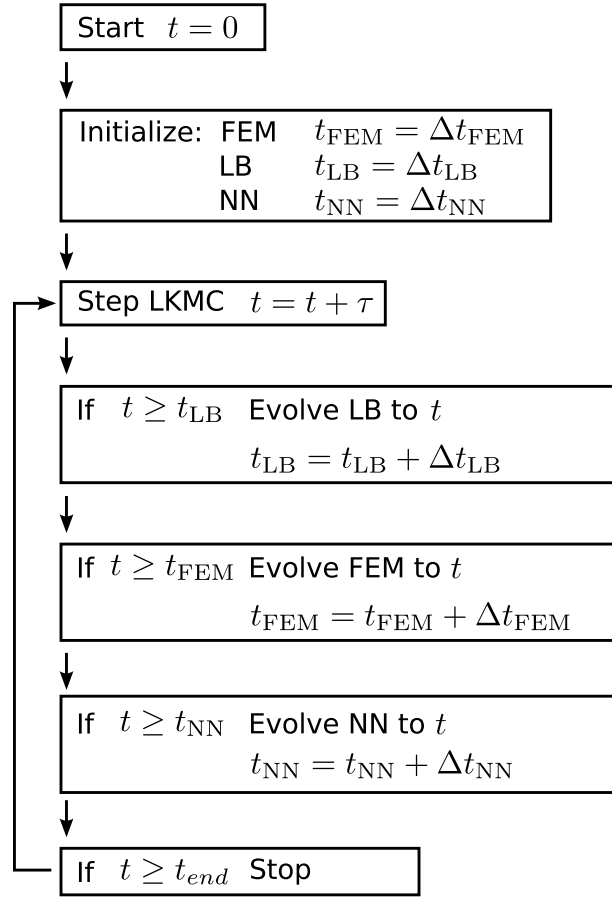 Start t = 0
Initialize: FEM t_FEM = Δt_FEM
LB t_LB = Δt_LB
NN t_NN = Δt_NN
Step LKMC t = t + τ
If t ≥ t_LB Evolve LB to t
t_LB = t_LB + Δt_LB
If t ≥ t_FEM Evolve FEM to t
t_FEM = t_FEM + Δt_FEM
If t ≥ t_NN Evolve NN to t
t_NN = t_NN + Δt_NN
If t ≥ t_end Stop